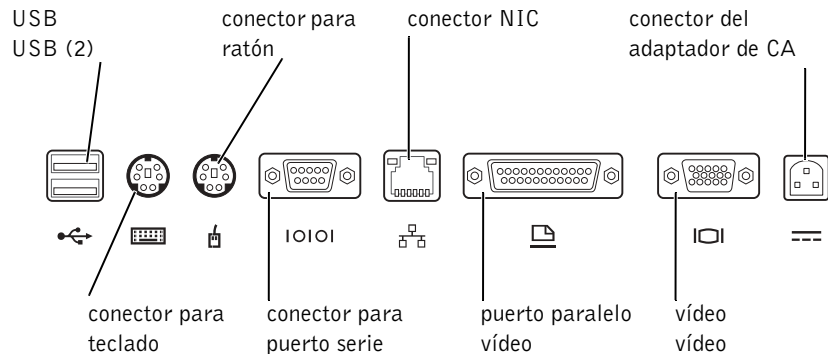 USB
USB (2)
conector para
ratón
conector NIC
conector del
adaptador de CA
conector para
teclado
conector para
puerto serie
puerto paralelo
vídeo
vídeo
vídeo